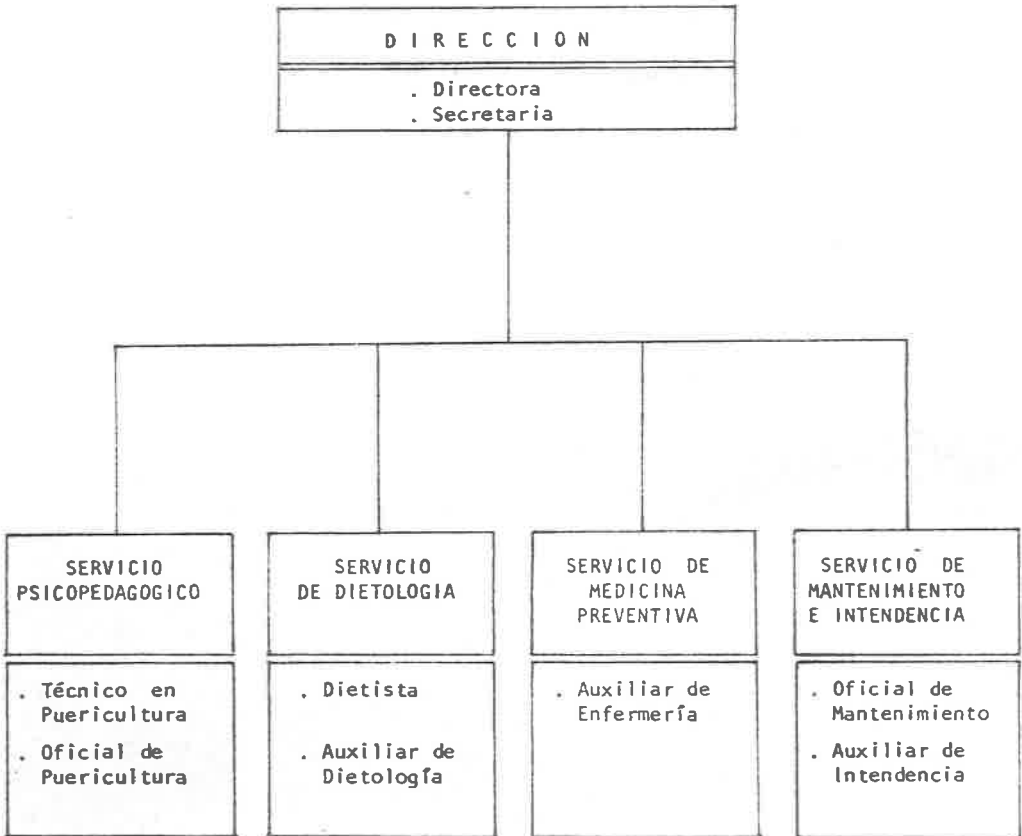 DIRECCION
. Directora
. Secretaria
SERVICIO
PSICOPEDAGOGICO
. Técnico en
Puericultura
. Oficial de
Puericultura
SERVICIO
DE DIETOLOGIA
. Dietista
. Auxiliar de
Dietología
SERVICIO DE
MEDICINA
PREVENTIVA
. Auxiliar de
Enfermería
SERVICIO DE
MANTENIMIENTO
E INTENDENCIA
. Oficial de
Mantenimiento
. Auxiliar de
Intendencia